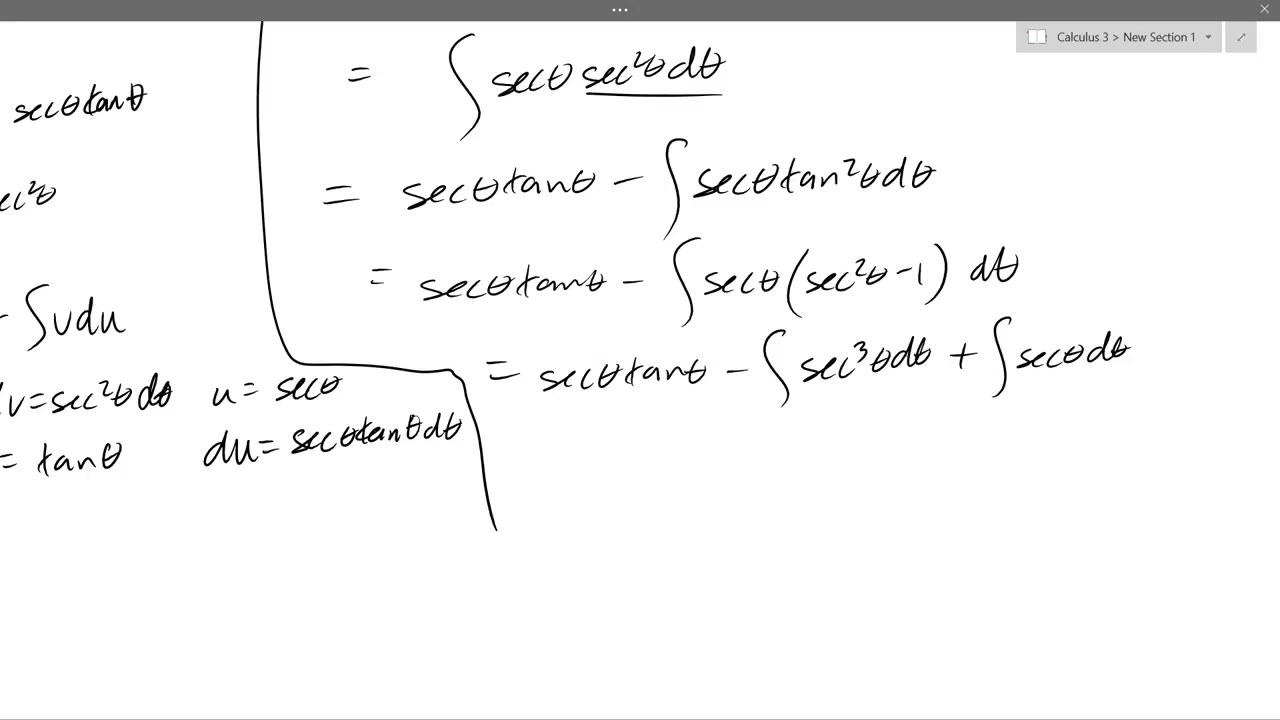 Calculus 3 > New Section 1
secθtanθ
ec²θ
- ∫vdu
dv=sec²θdθ u=secθ
= tanθ du=secθtanθdθ
= ∫secθ sec²θdθ
= secθtanθ - ∫secθtan²θdθ
= secθtanθ - ∫secθ(sec²θ-1) dθ
= secθtanθ - ∫sec³θdθ + ∫secθdθ